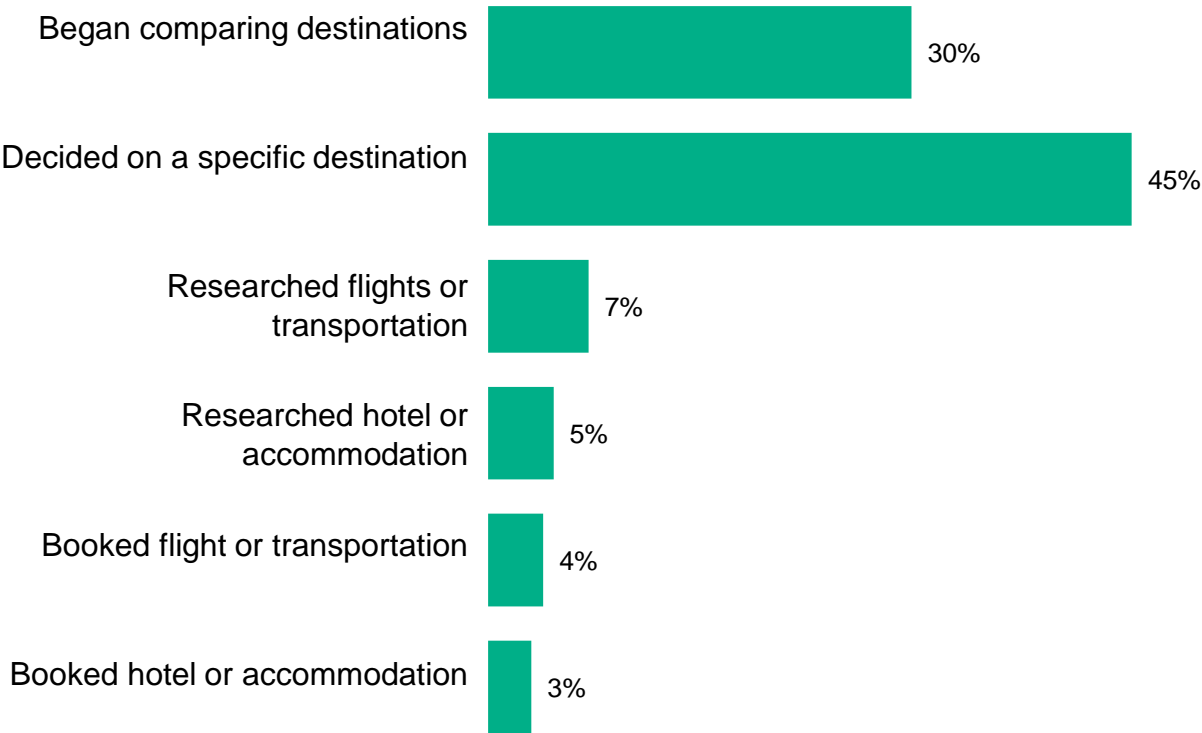 Began comparing destinations
30%
Decided on a specific destination
45%
Researched flights or
transportation
7%
Researched hotel or
accommodation
5%
Booked flight or transportation
4%
Booked hotel or accommodation
3%